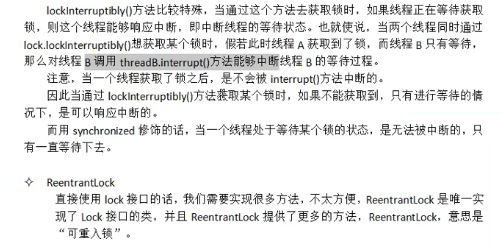 lockInterruptibly()方法比较特殊，当通过这个方法去获取锁时，如果线程正在等待获取
锁，则这个线程能够响应中断，即中断线程的等待状态。也就使说，当两个线程同时通过
lock.lockInterruptibly()想获取某个锁时，假若此时线程 A 获取到了锁，而线程 B 只有等待，
那么对线程 B 调用 threadB.interrupt()方法能够中断线程 B 的等待过程。
注意，当一个线程获取了锁之后，是不会被 interrupt()方法中断的。
因此当通过 lockInterruptibly()方法获取某个锁时，如果不能获取到，只有进行等待的情
况下，是可以响应中断的。
而用 synchronized 修饰的话，当一个线程处于等待某个锁的状态，是无法被中断的，只
有一直等待下去。
✧ ReentrantLock
直接使用 lock 接口的话，我们需要实现很多方法，不太方便，ReentrantLock 是唯一实
现了 Lock 接口的类，并且 ReentrantLock 提供了更多的方法，ReentrantLock，意思是
“可重入锁”。